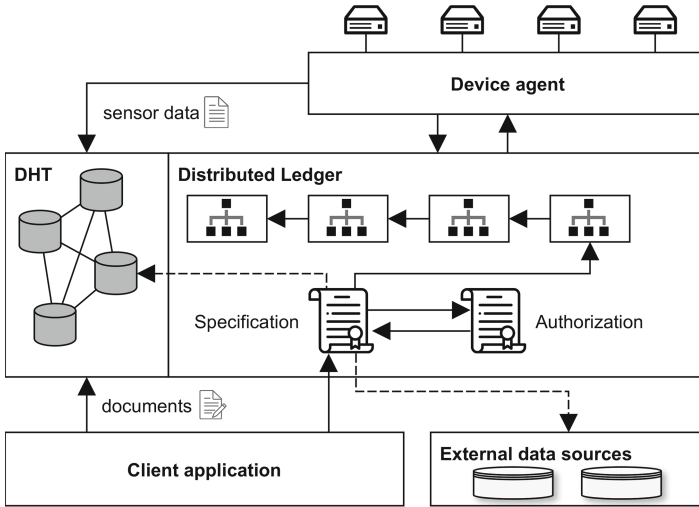 Device agent
sensor data
DHT
Distributed Ledger
Specification
Authorization
documents
Client application
External data sources